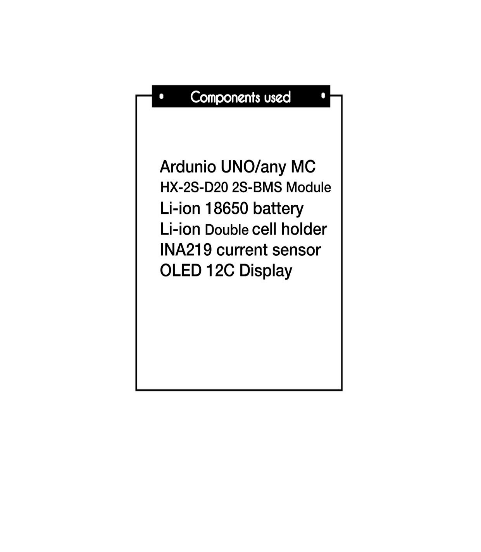 Components used
Ardunio UNO/any MC
HX-2S-D20 2S-BMS Module
Li-ion 18650 battery
Li-ion Double cell holder
INA219 current sensor
OLED 12C Display